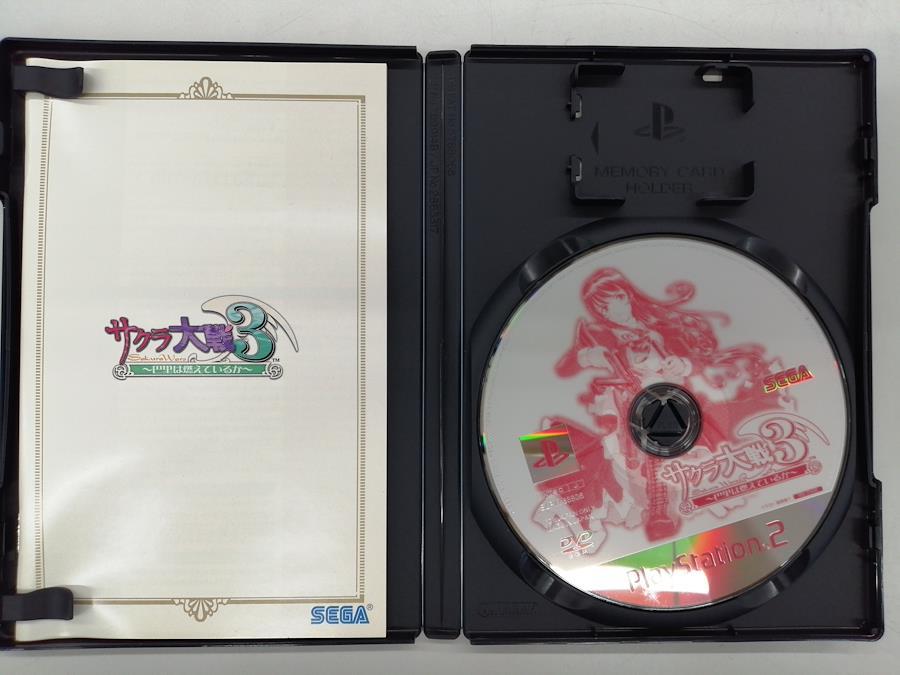 サクラ大戦3
Sakura Wars
TM
~巴里は燃えているか~
SEGA®
MEMORY CARD
HOLDER
SEGA
サクラ大戦3
~巴里は燃えているか~
DVD
PlayStation.2